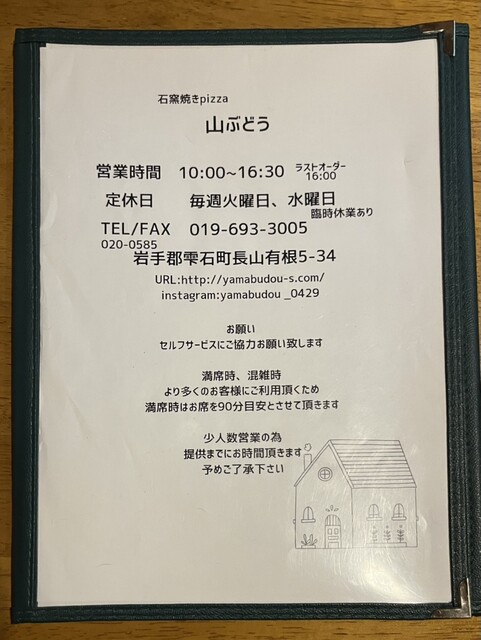 石窯焼きpizza
山ぶどう
営業時間 10:00~16:30 ラストオーダー
16:00
定休日 毎週火曜日、水曜日
臨時休業あり
TEL/FAX 019-693-3005
020-0585
岩手郡雫石町長山有根5-34
URL:http://yamabudou-s.com/
instagram:yamabudou _0429
お願い
セルフサービスにご協力お願い致します
満席時、混雑時
より多くのお客様にご利用頂くため
満席時はお席を90分目安とさせて頂きます
少人数営業の為
提供までにお時間頂きます
予めご了承下さい